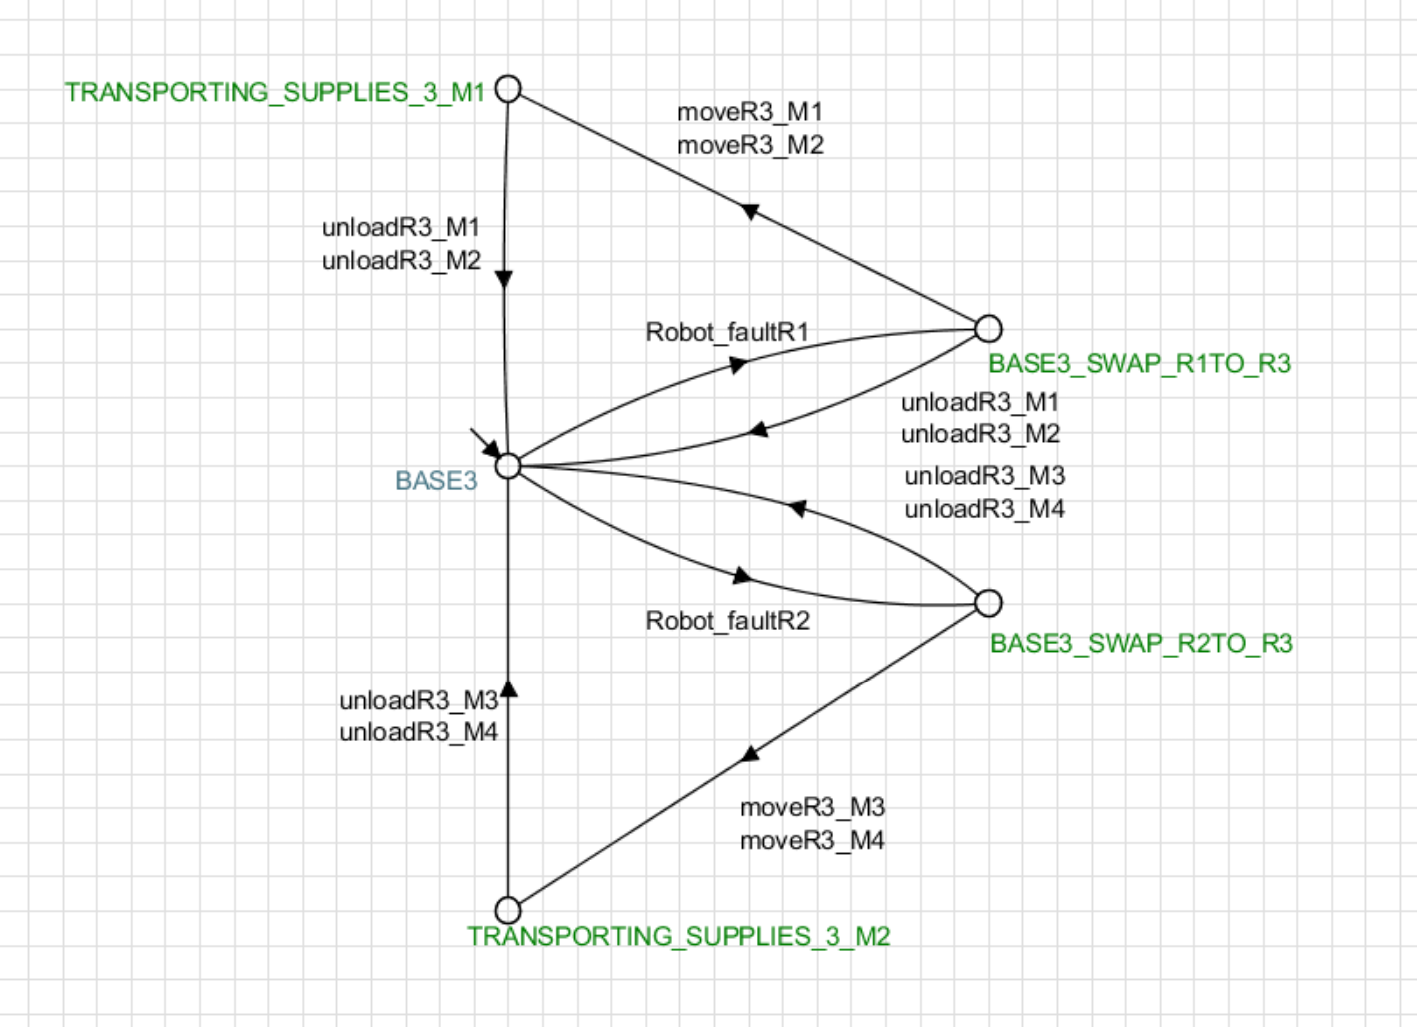 TRANSPORTING_SUPPLIES_3_M1
moveR3_M1
moveR3_M2
unloadR3_M1
unloadR3_M2
Robot_faultR1
BASE3_SWAP_R1TO_R3
unloadR3_M1
unloadR3_M2
BASE3
unloadR3_M3
unloadR3_M4
Robot_faultR2
BASE3_SWAP_R2TO_R3
unloadR3_M3
unloadR3_M4
moveR3_M3
moveR3_M4
TRANSPORTING_SUPPLIES_3_M2